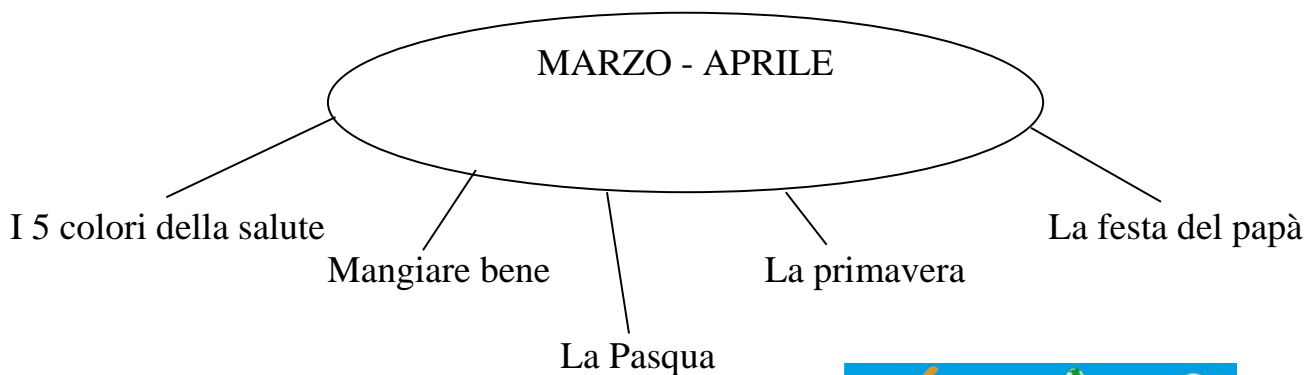 MARZO - APRILE
I 5 colori della salute
La festa del papà
Mangiare bene
La primavera
La Pasqua